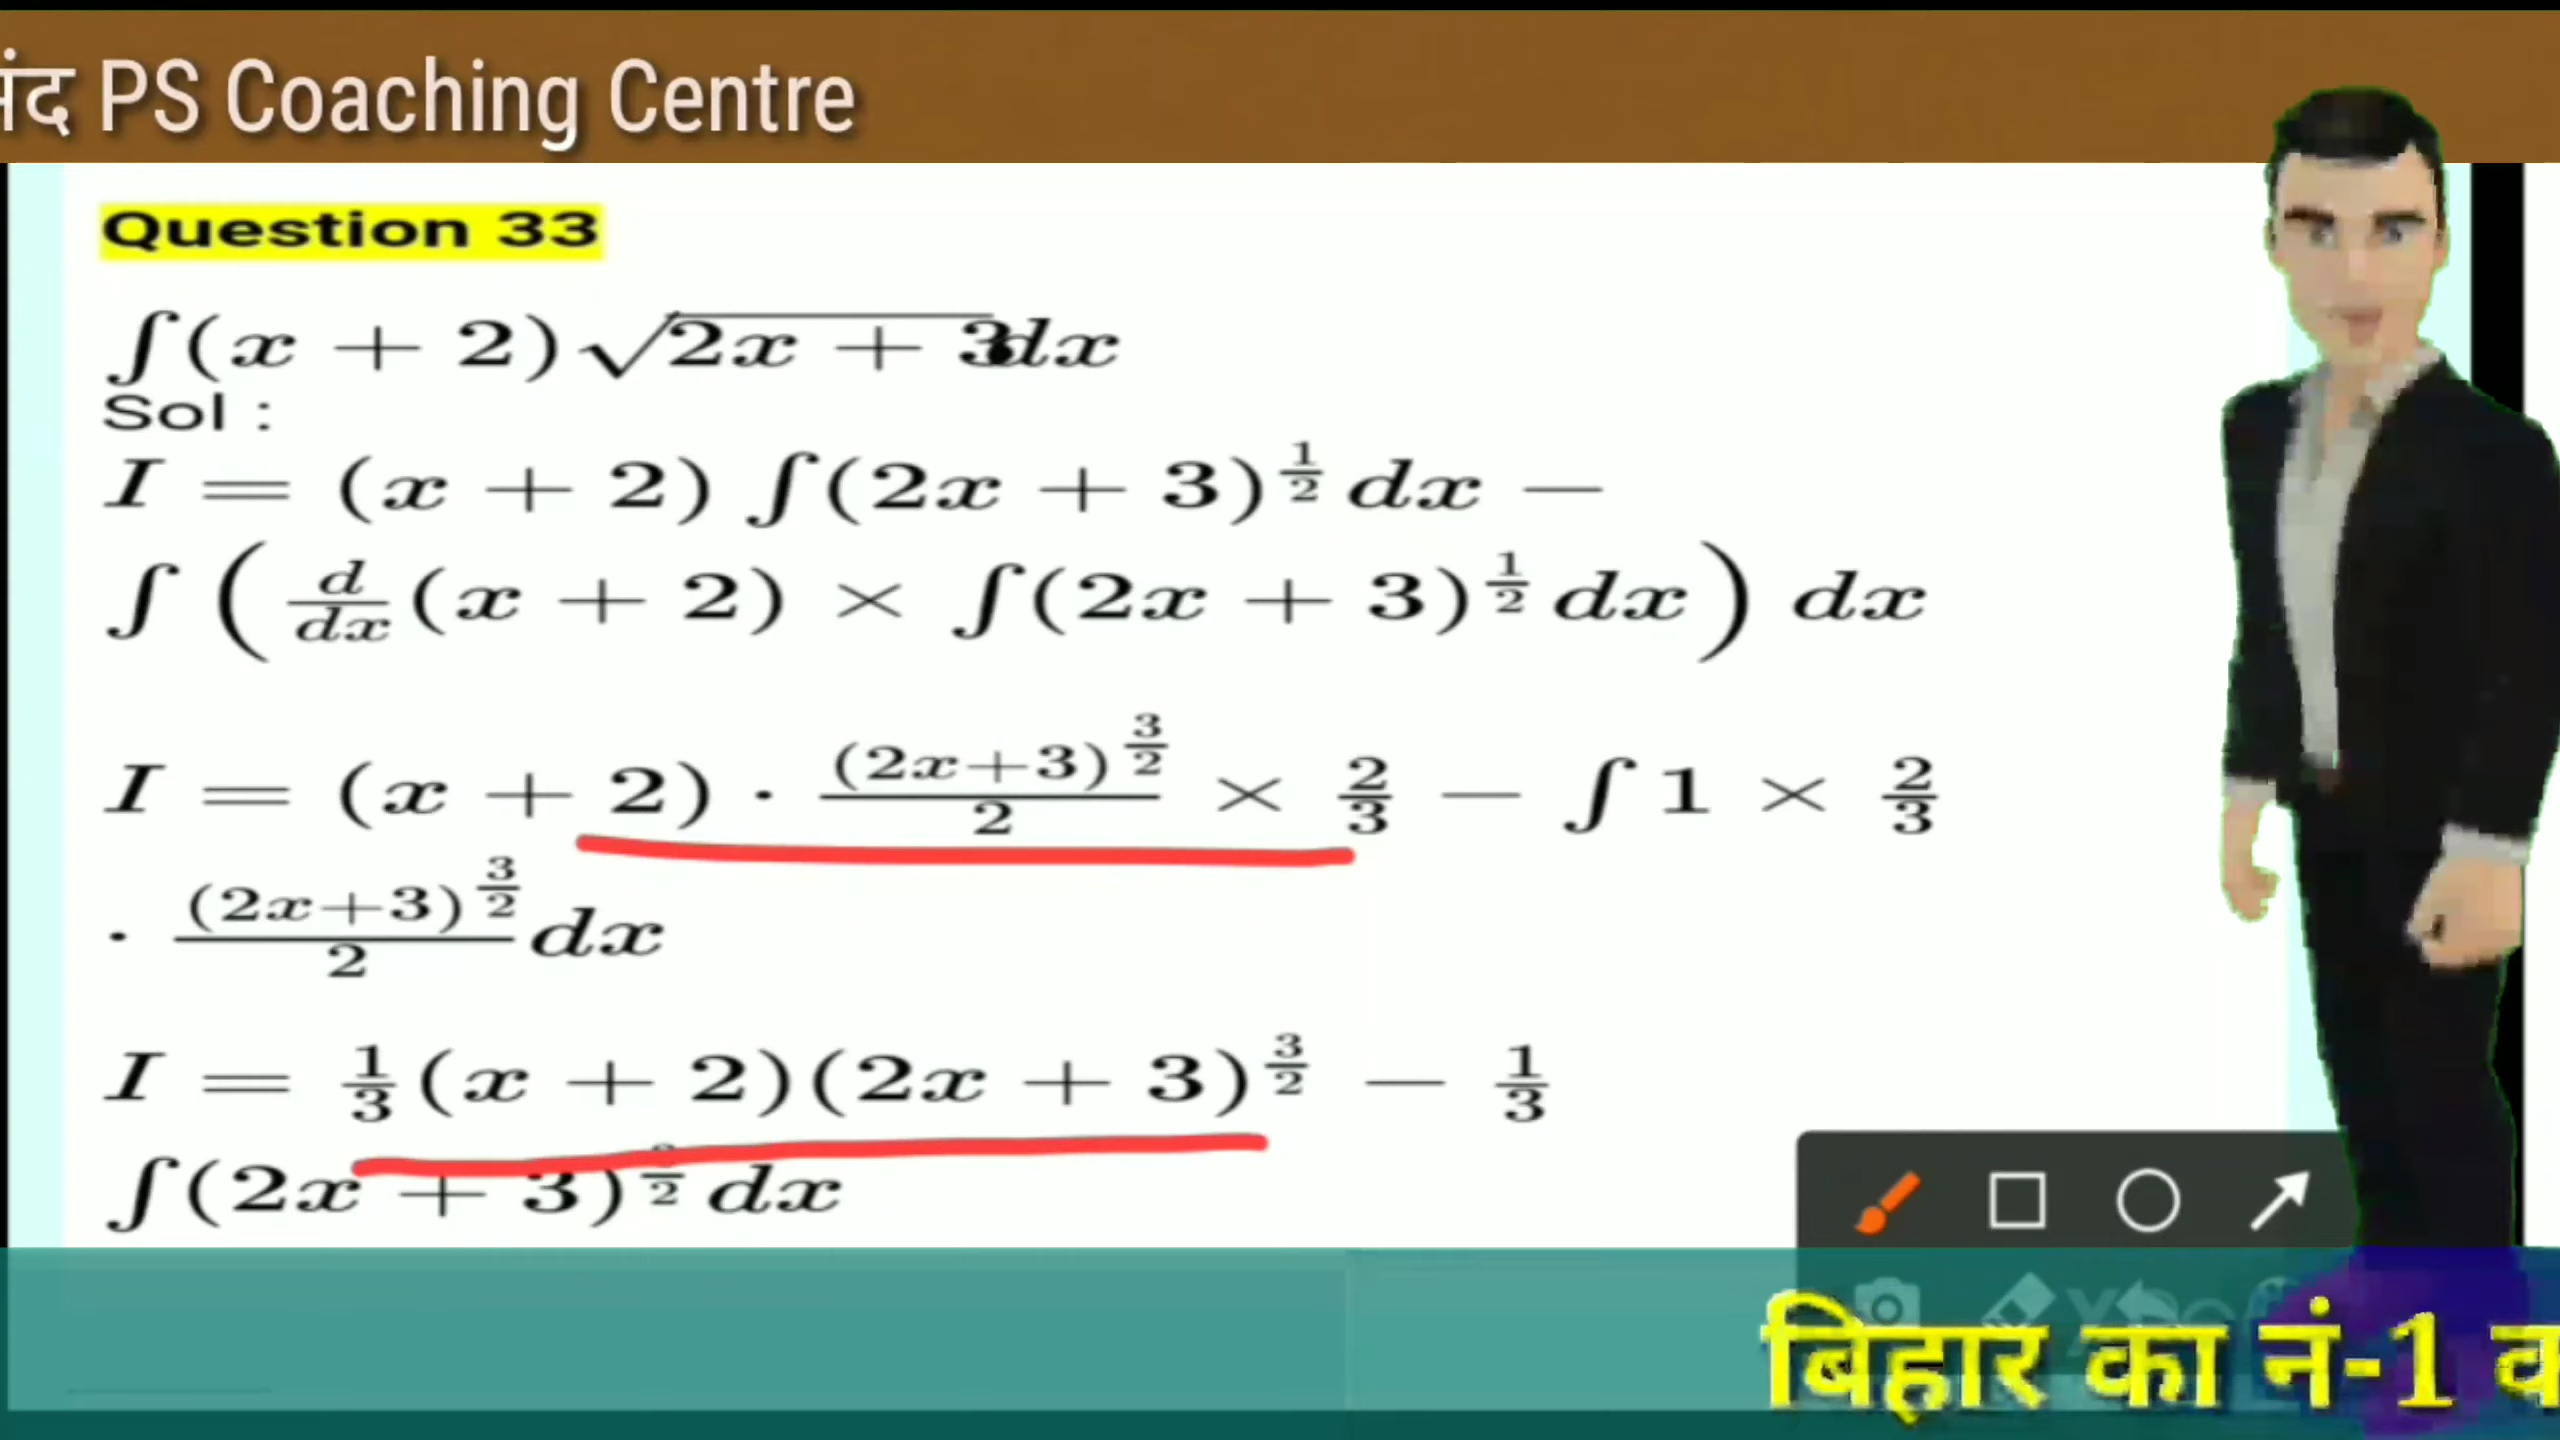 PS Coaching Centre
Question 33
∫(x + 2)√(2x + 3)dx
Sol :
I = (x + 2) ∫(2x + 3)^(1/2) dx −
∫ ( d/dx (x + 2) × ∫(2x + 3)^(1/2) dx ) dx
I = (x + 2) · (2x+3)^(3/2)/2 × 2/3 − ∫ 1 × 2/3
· (2x+3)^(3/2)/2 dx
I = 1/3 (x + 2)(2x + 3)^(3/2) − 1/3
∫(2x + 3)^(3/2) dx
बिहार का नं-1